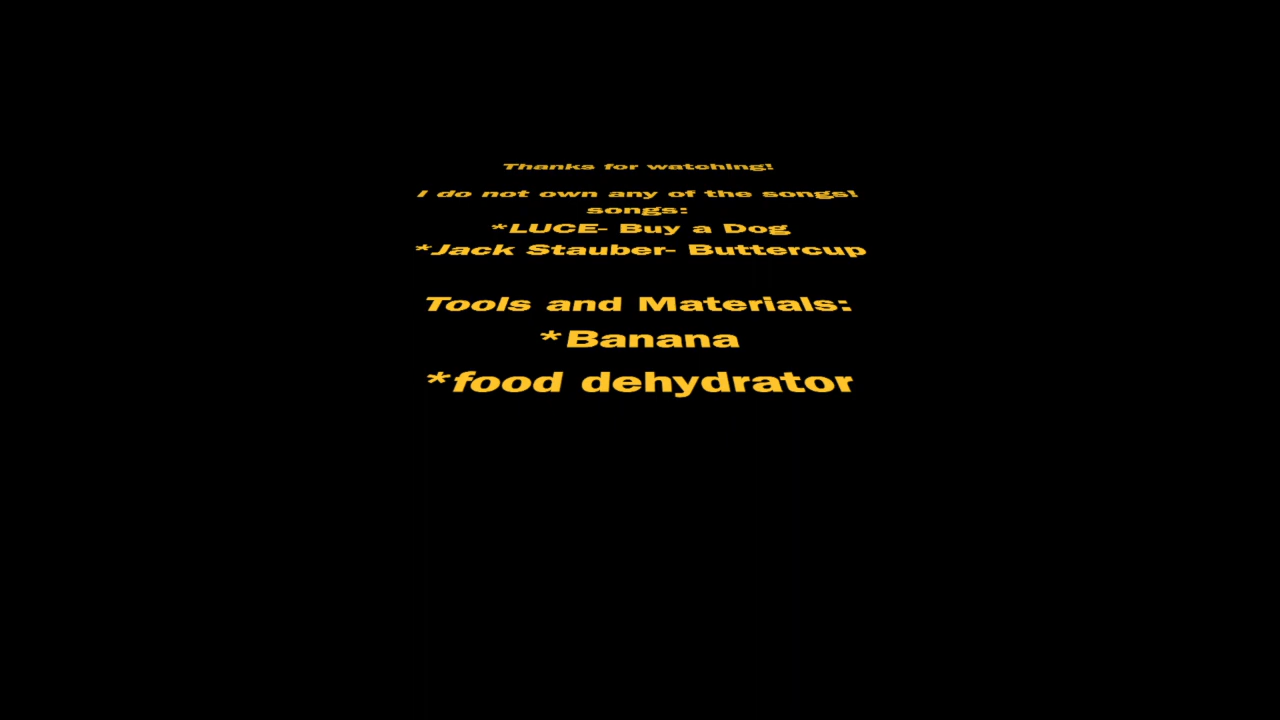 Thanks for watching!
I do not own any of the songs!
songs:
*LUCE- Buy a Dog
*Jack Stauber- Buttercup
Tools and Materials:
*Banana
*food dehydrator